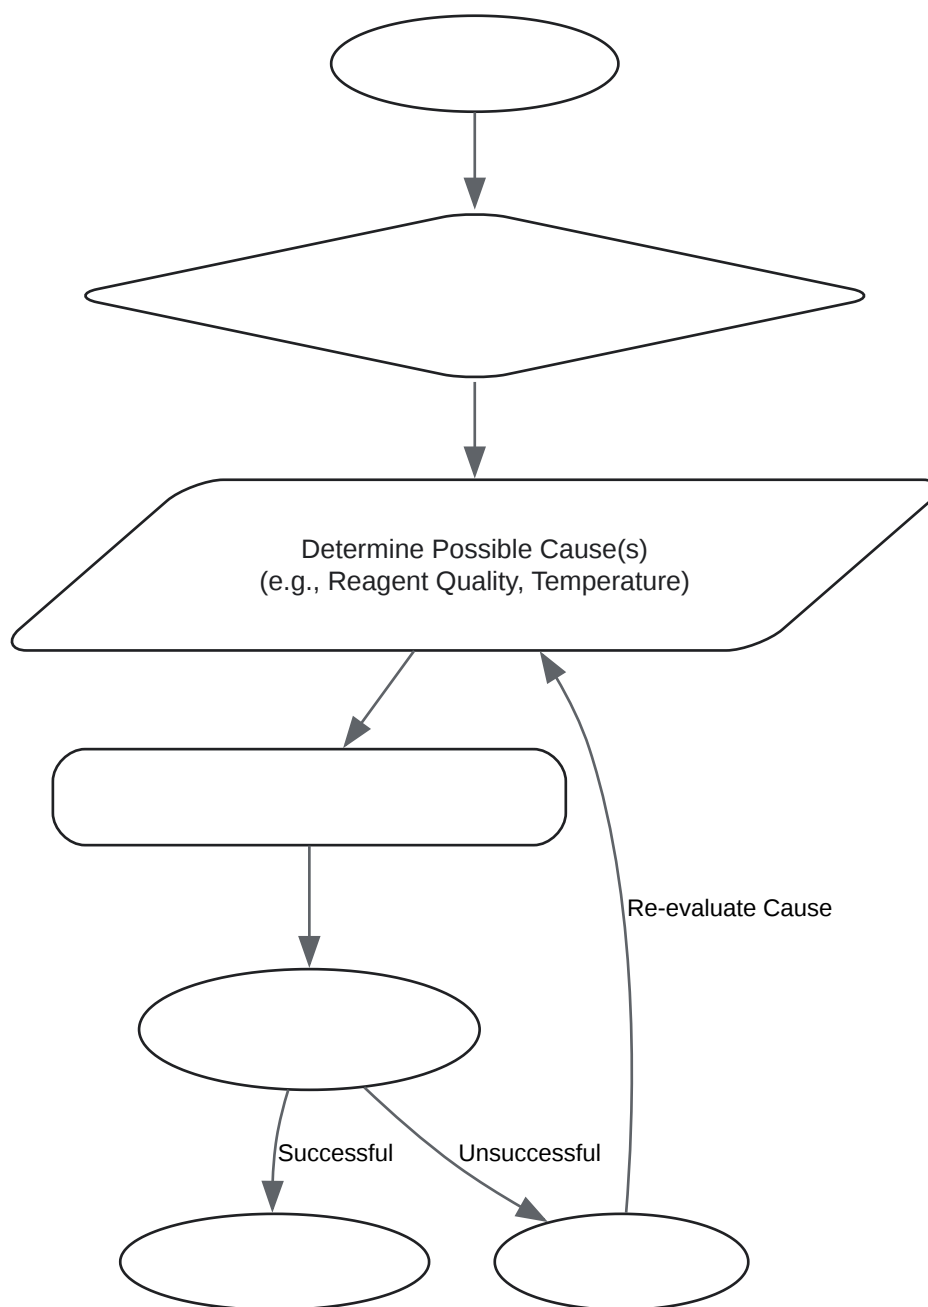 Determine Possible Cause(s)
(e.g., Reagent Quality, Temperature)
Re-evaluate Cause
Successful
Unsuccessful